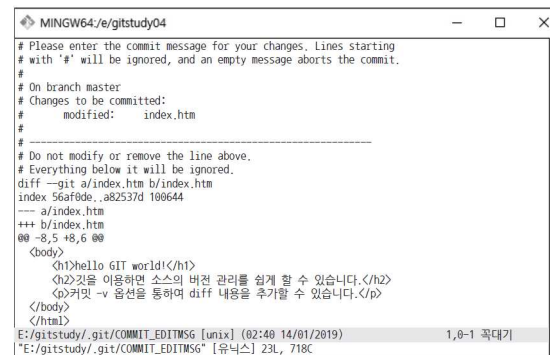 MINGW64:/e/gitstudy04
# Please enter the commit message for your changes. Lines starting
# with '#' will be ignored, and an empty message aborts the commit.
#
# On branch master
# Changes to be committed:
#       modified:   index.htm
#
# ------------------------------------------------------------
# Do not modify or remove the line above.
# Everything below it will be ignored.
diff --git a/index.htm b/index.htm
index 56af0de..a82537d 100644
--- a/index.htm
+++ b/index.htm
@@ -8,5 +8,6 @@
<body>
<h1>hello GIT world!</h1>
<h2>깃을 이용하면 소스의 버전 관리를 쉽게 할 수 있습니다.</h2>
<p>커밋 -v 옵션을 통하여 diff 내용을 추가할 수 있습니다.</p>
</body>
</html>
E:/gitstudy/.git/COMMIT_EDITMSG [unix] (02:40 14/01/2019) 1,0-1 꼭대기
"E:/gitstudy/.git/COMMIT_EDITMSG" [유닉스] 23L, 718C